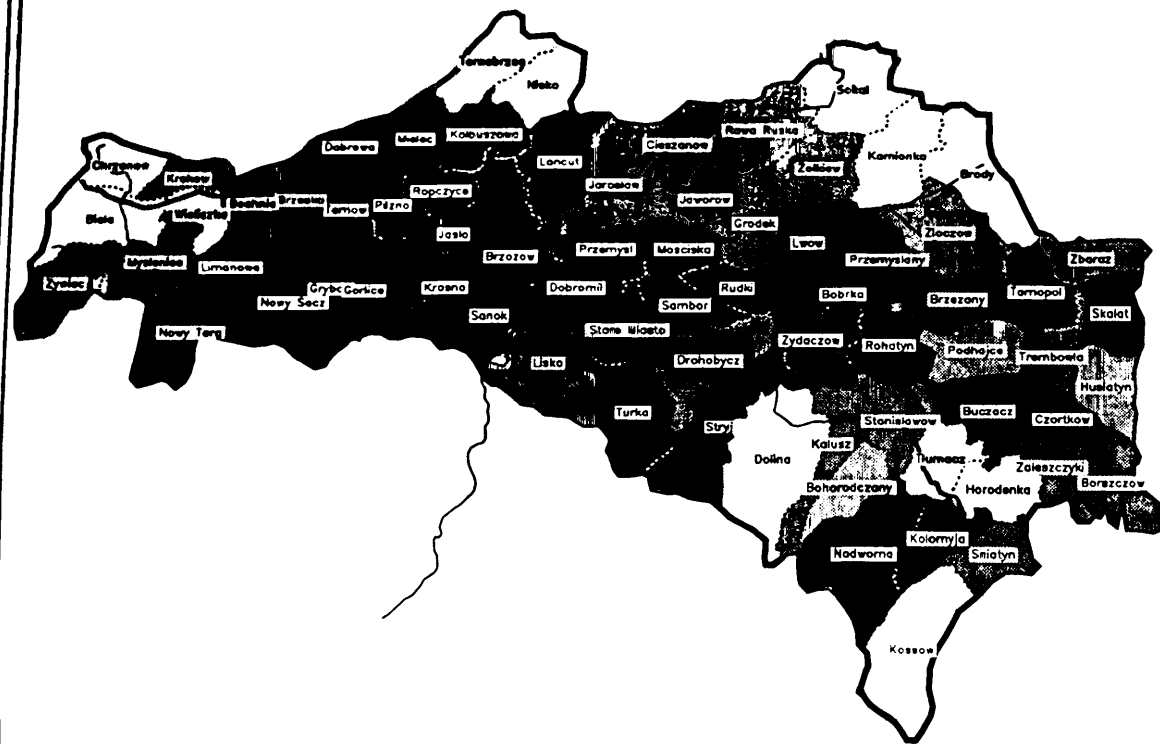 Tarnobrzeg
Nisko
Sokal
Kamionka
Brody
Dabrowa
Mielec
Kolbuszowa
Lancut
Cieszanow
Rawa Ruska
Zolkiew
Chrzanow
Krakow
Biala
Wieliczka
Bochnia
Brzesko
Tarnow
Pilzno
Ropczyce
Jaroslaw
Jaworow
Grodek
Zloczow
Myslenice
Limanowa
Jaslo
Brzozow
Przemysl
Mosciska
Lwow
Przemyslany
Zbaraz
Zywiec
Nowy Sacz
Grybo
Gorlice
Krosno
Dobromil
Rudki
Bobrka
Brzezany
Tarnopol
Skalat
Nowy Targ
Sanok
Sambor
Stare Miasto
Lisko
Drohobycz
Zydaczow
Rohatyn
Podhajce
Trembowla
Husiatyn
Turka
Stryj
Stanislawow
Buczacz
Czortkow
Dolina
Kalusz
Tlumacz
Zaleszczyki
Bohorodczany
Horodenka
Borszczow
Nadworna
Kolomyja
Sniatyn
Kossow